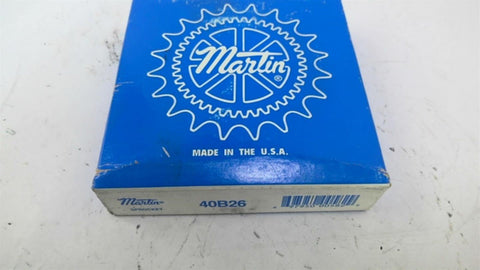 Martin
®
MADE IN THE U.S.A.
Martin
40B26